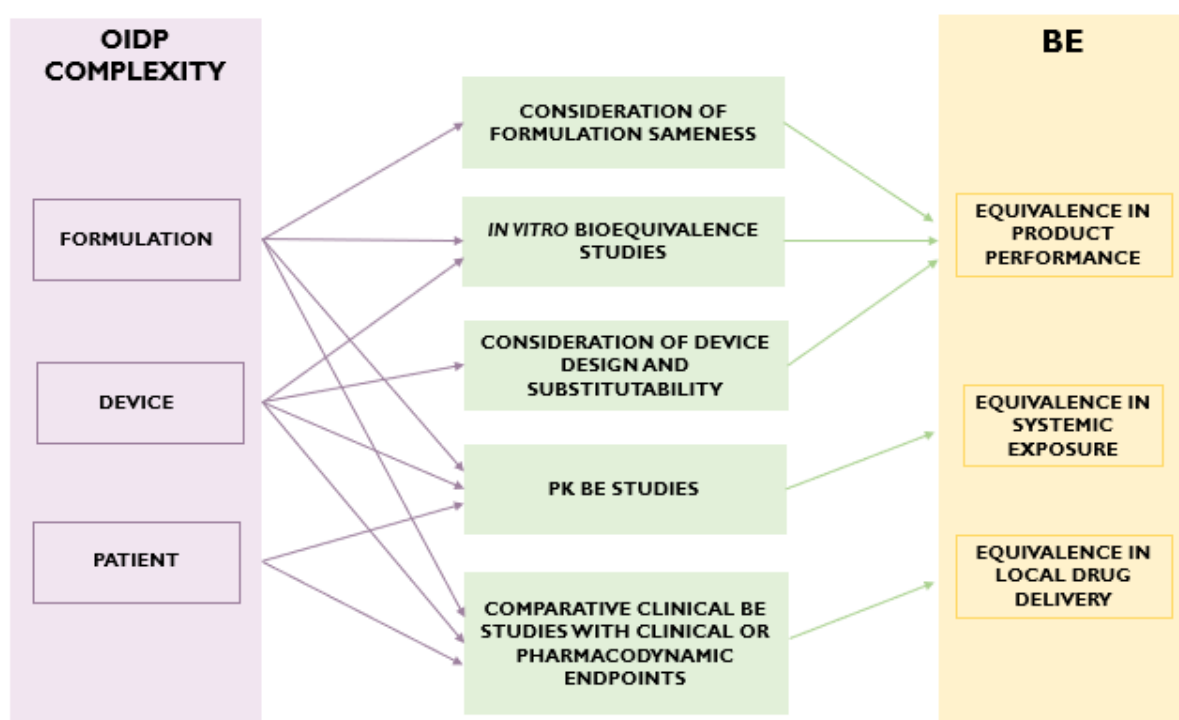 OIDP
COMPLEXITY
FORMULATION
DEVICE
PATIENT
CONSIDERATION OF
FORMULATION SAMENESS
IN VITRO BIOEQUIVALENCE
STUDIES
CONSIDERATION OF DEVICE
DESIGN AND
SUBSTITUTABILITY
PK BE STUDIES
COMPARATIVE CLINICAL BE
STUDIES WITH CLINICAL OR
PHARMACODYNAMIC
ENDPOINTS
BE
EQUIVALENCE IN
PRODUCT
PERFORMANCE
EQUIVALENCE IN
SYSTEMIC
EXPOSURE
EQUIVALENCE IN
LOCAL DRUG
DELIVERY